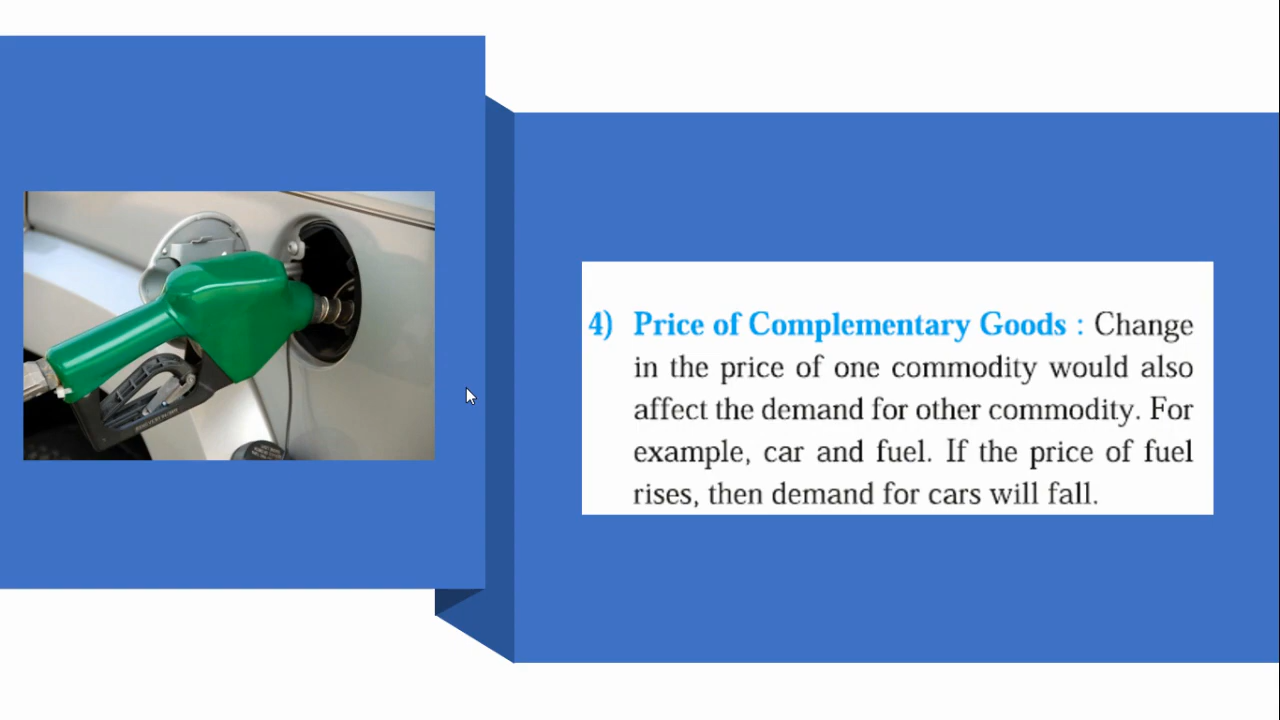 4) Price of Complementary Goods : Change
in the price of one commodity would also
affect the demand for other commodity. For
example, car and fuel. If the price of fuel
rises, then demand for cars will fall.